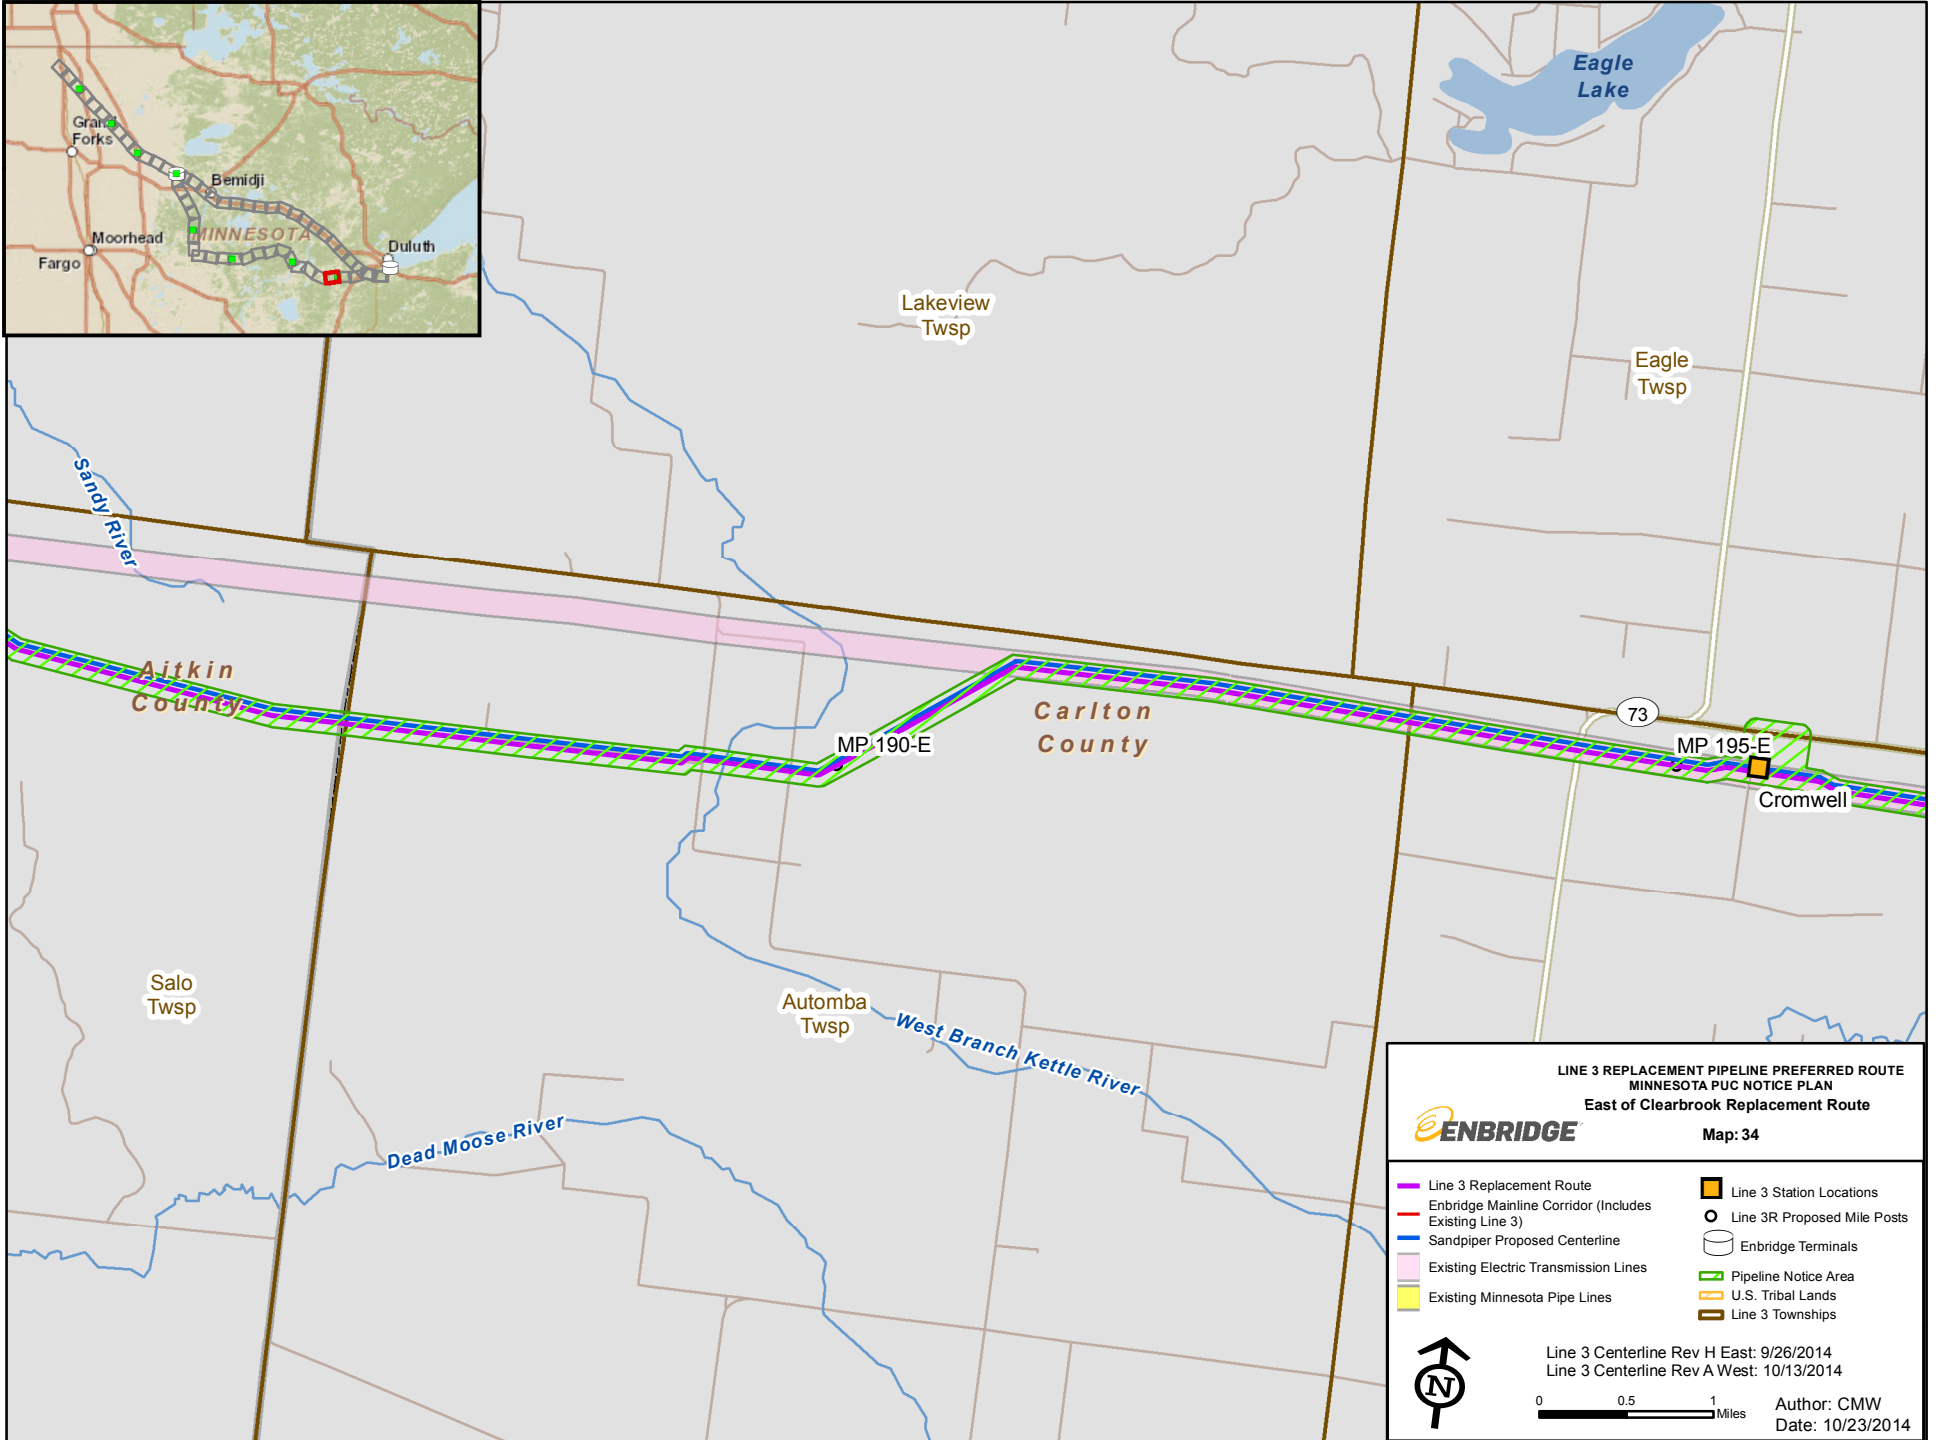 Grand
Forks
Bemidji
MINNESOTA
Moorhead
Fargo
Duluth
Eagle
Lake
Lakeview
Twsp
Eagle
Twsp
Sandy River
Aitkin
County
Carlton
County
MP 190-E
73
MP 195-E
Cromwell
Salo
Twsp
Automba
Twsp
West Branch Kettle River
Dead Moose River
LINE 3 REPLACEMENT PIPELINE PREFERRED ROUTE
MINNESOTA PUC NOTICE PLAN
East of Clearbrook Replacement Route
ENBRIDGE
Map: 34
Line 3 Replacement Route
Enbridge Mainline Corridor (Includes
Existing Line 3)
Sandpiper Proposed Centerline
Existing Electric Transmission Lines
Existing Minnesota Pipe Lines
Line 3 Station Locations
Line 3R Proposed Mile Posts
Enbridge Terminals
Pipeline Notice Area
U.S. Tribal Lands
Line 3 Townships
N
Line 3 Centerline Rev H East: 9/26/2014
Line 3 Centerline Rev A West: 10/13/2014
0 0.5 1
Miles
Author: CMW
Date: 10/23/2014